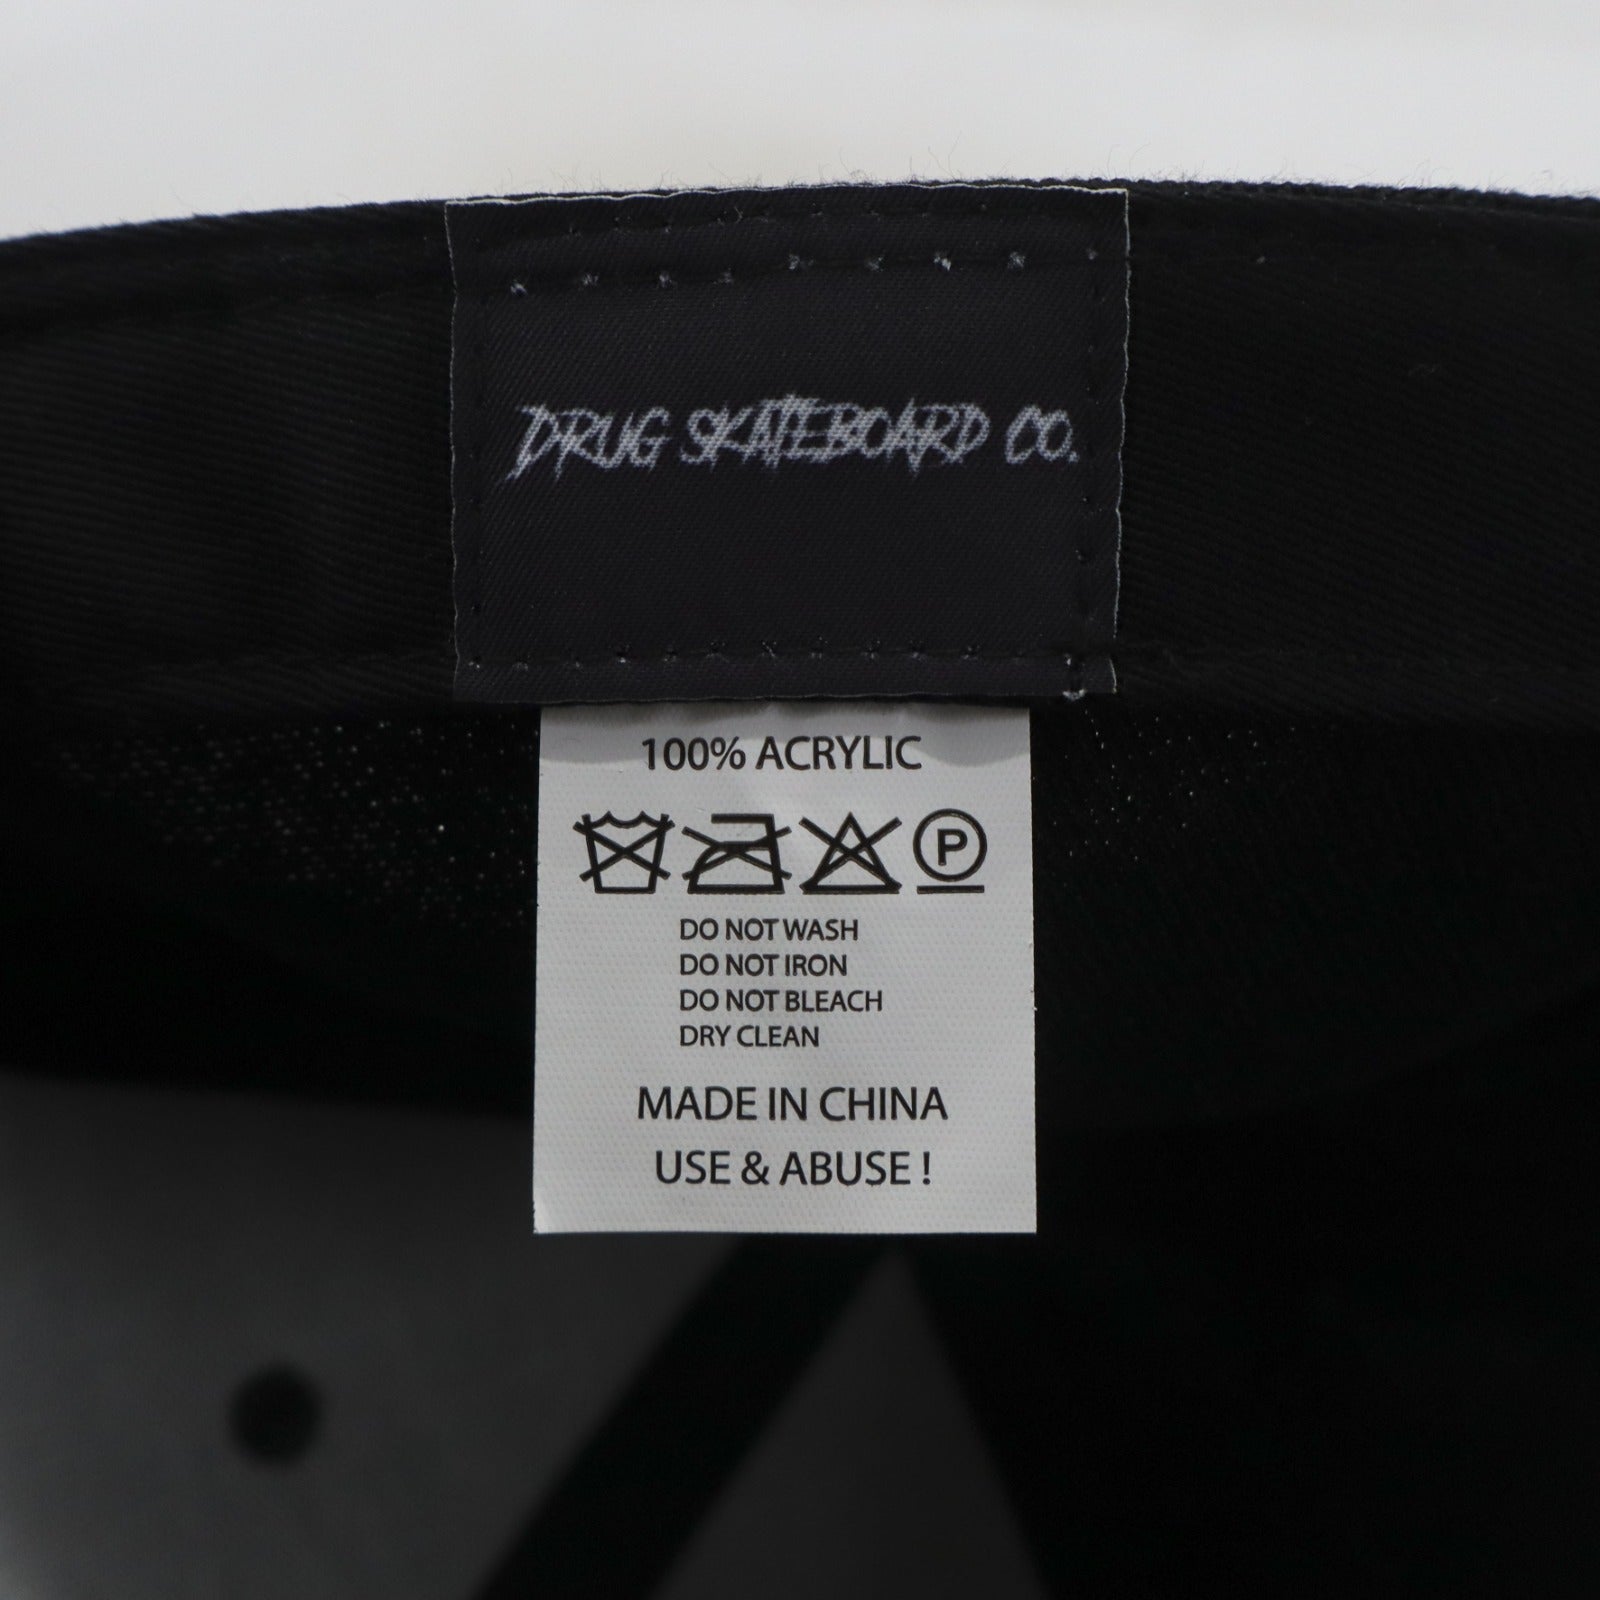 DRUG SKATEBOARD CO.
100% ACRYLIC
P
DO NOT WASH
DO NOT IRON
DO NOT BLEACH
DRY CLEAN
MADE IN CHINA
USE & ABUSE !